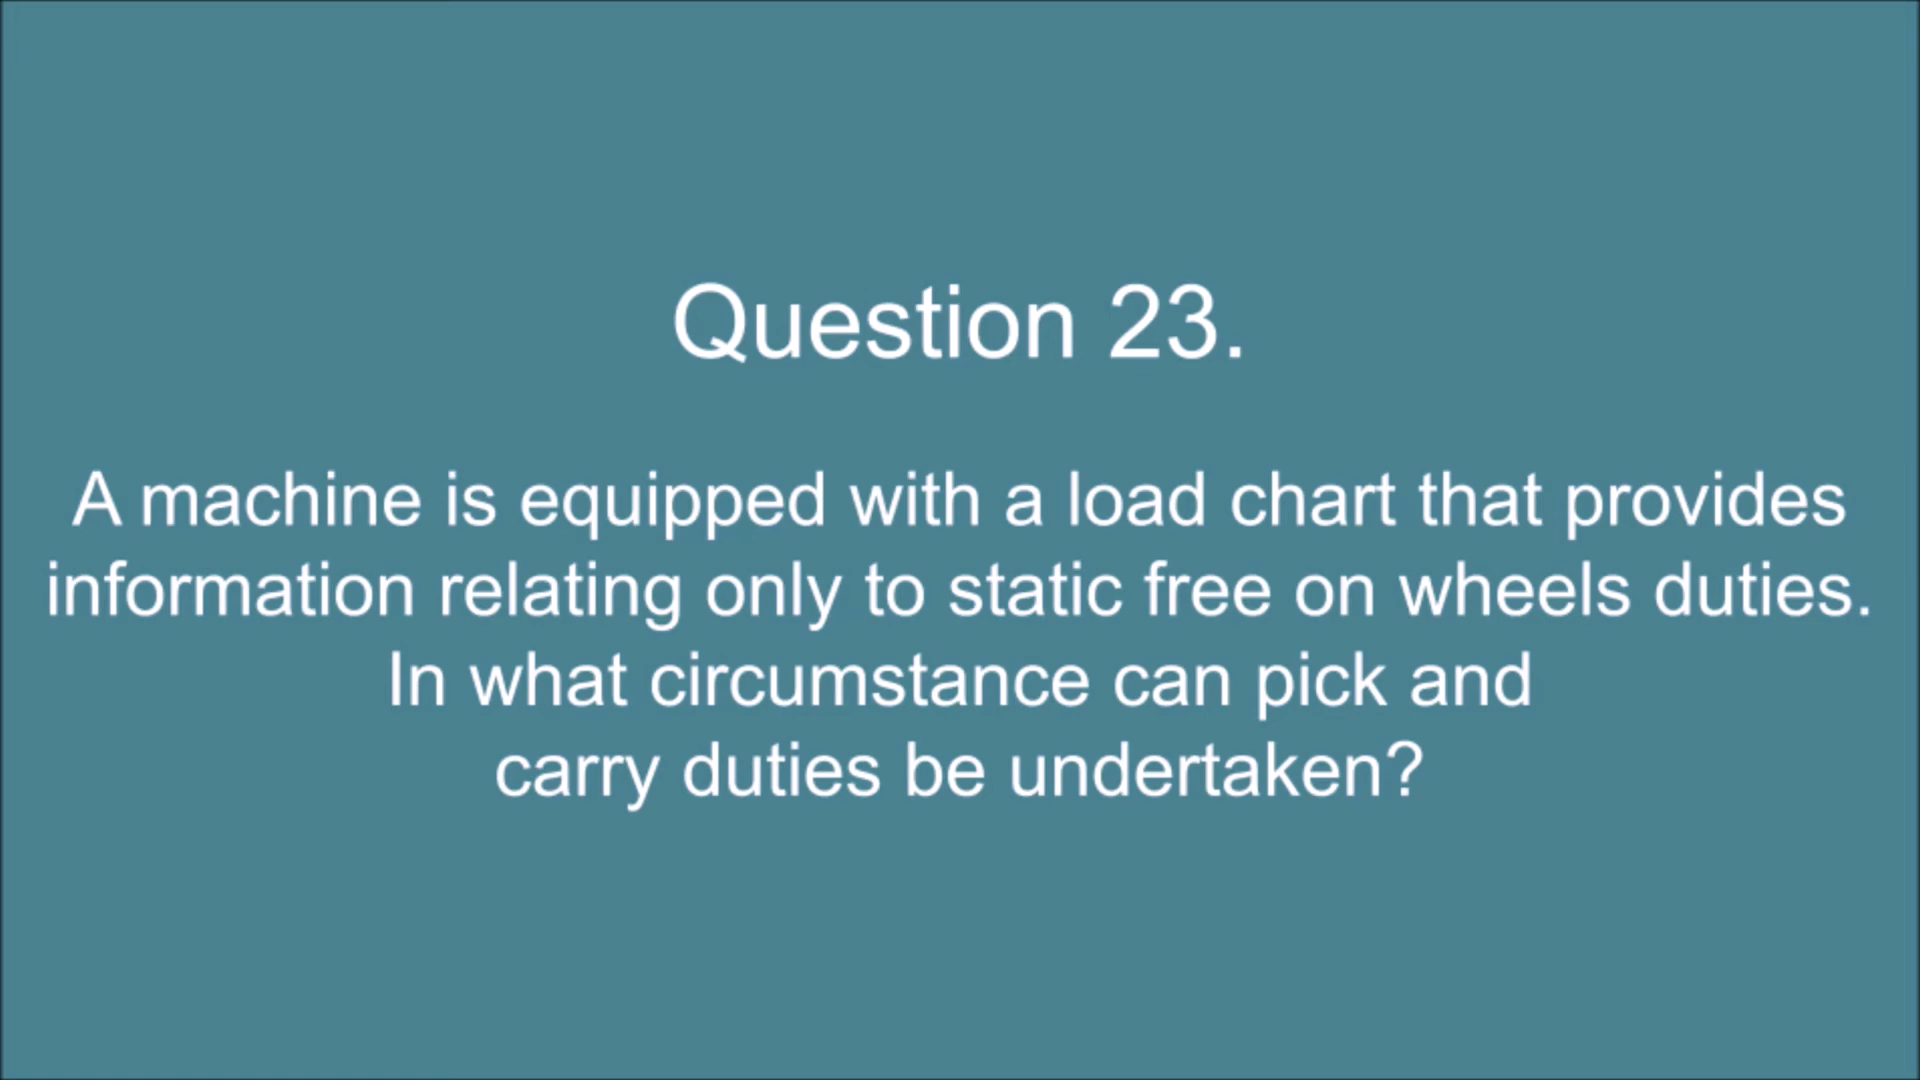 Question 23.
A machine is equipped with a load chart that provides
information relating only to static free on wheels duties.
In what circumstance can pick and
carry duties be undertaken?